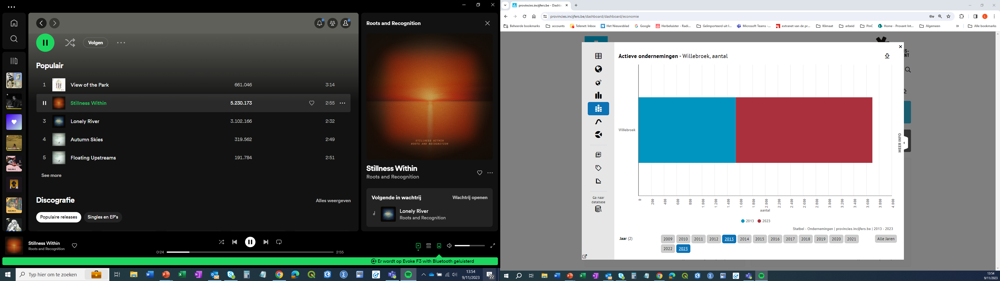 Populair
Volgen
1 View of the Park 661.046 3:14
Stillness Within 5.230.173 2:55
3 Lonely River 3.102.166 2:32
4 Autumn Skies 319.562 2:49
5 Floating Upstreams 191.784 2:51
See more
Discografie Alles weergeven
Populaire releases Singles en EP's
Roots and Recognition
STILLNESS WITHIN
ROOTS AND RECOGNITION
Stillness Within
Roots and Recognition
Volgende in wachtrij Wachtrij openen
Lonely River
Roots and Recognition
Stillness Within
Roots and Recognition
0:24 2:55
Er wordt op Evoke F3 with Bluetooth geluisterd
Typ hier om te zoeken
13:54
9/11/2023
22
provincies.incijfers.be - Dashb
provincies.incijfers.be/dashboard/dashboard/economie
Beheerde bookmarks accounts Telenet: Inbox Het Nieuwsblad Google Herbeluister - Radi... Geïmporteerd uit I... Microsoft Teams -... extranet van de pr... Klimaat arbeid PinC Home - Provant Int... Algemeen Alle bookmarks
Actieve ondernemingen - Willebroek, aantal
Willebroek
0 200 400 600 800 1 000 1 200 1 400 1 600 1 800 2 000 2 200 2 400 2 600 2 800 3 000 3 200 3 400 3 600 3 800 4 000
aantal
2013 2023
Statbel - Ondernemingen | provincies.incijfers.be | 2013 - 2023
Jaar (2) 2009 2010 2011 2012 2013 2014 2015 2016 2017 2018 2019 2020 2021 Alle Jaren
2022 2023
Ga naar
database
MEER INFO
13:54
9/11/2023